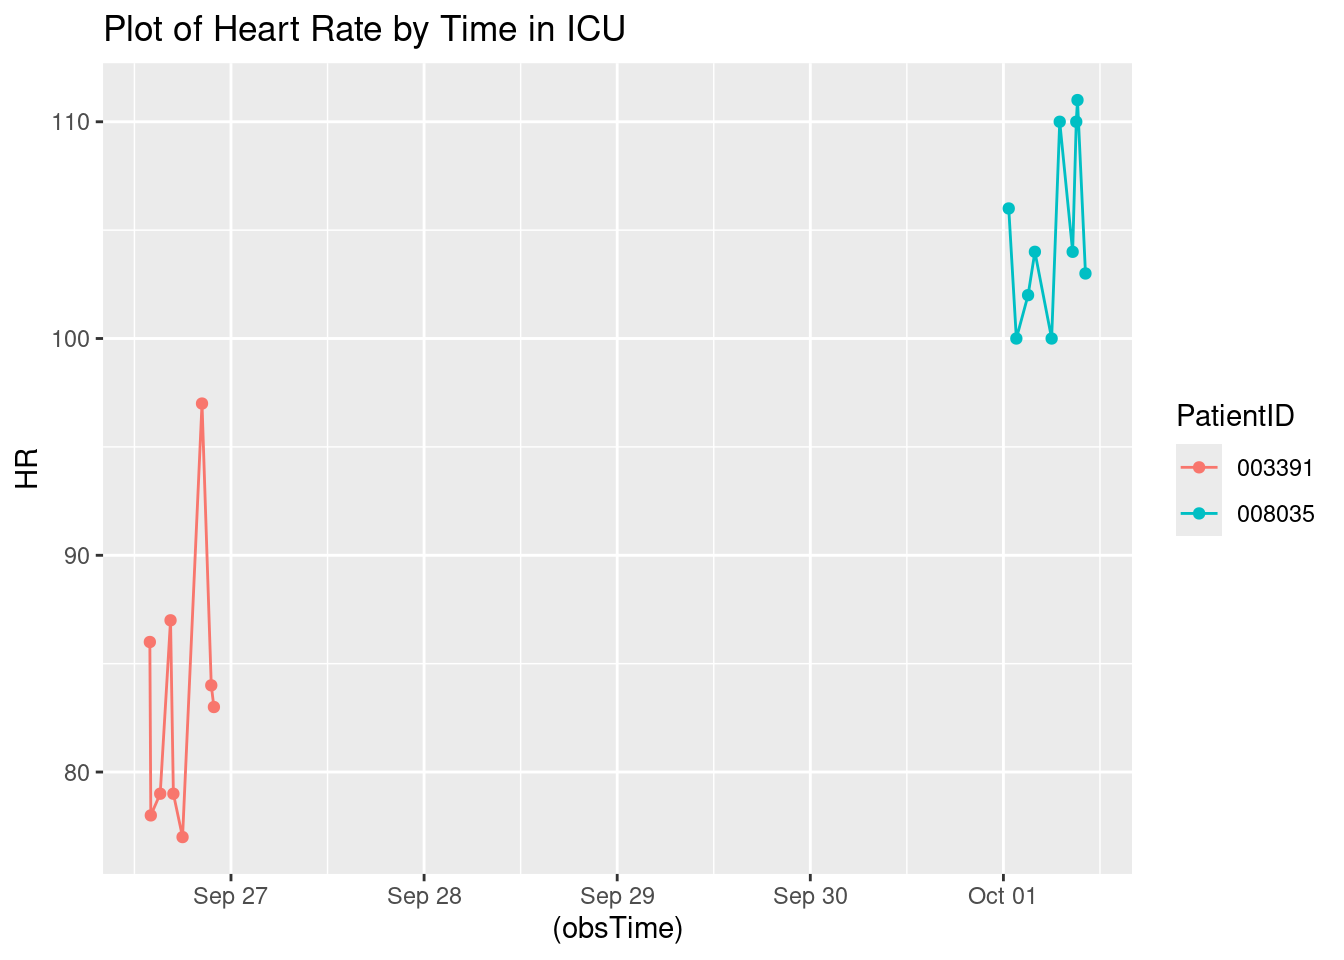 Plot of Heart Rate by Time in ICU
110
100
90
80
HR
Sep 27
Sep 28
Sep 29
Sep 30
Oct 01
(obsTime)
PatientID
003391
008035